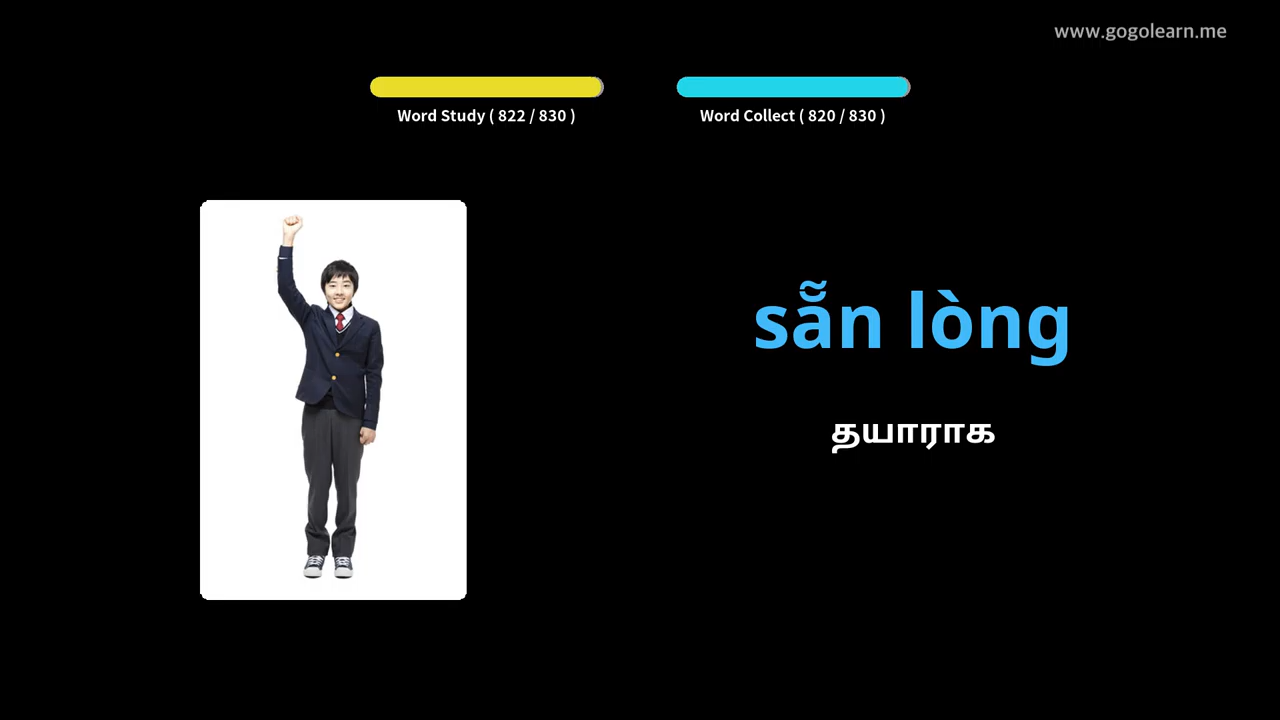 www.gogolearn.me
Word Study ( 822 / 830 )
Word Collect ( 820 / 830 )
sẵn lòng
தயாராக